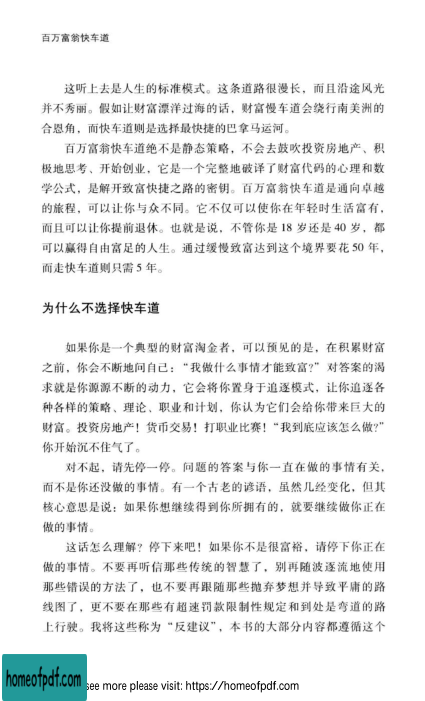 百万富翁快车道
这听上去是人生的标准模式。这条道路很漫长，而且沿途风光
并不秀丽。假如让财富漂洋过海的话，财富慢车道会绕行南美洲的
合恩角，而快车道则是选择最快捷的巴拿马运河。
百万富翁快车道绝不是静态策略，不会去鼓吹投资房地产、积
极地思考、开始创业，它是一个完整地破译了财富代码的心理和数
学公式，是解开致富快捷之路的密钥。百万富翁快车道是通向卓越
的旅程，可以让你与众不同。它不仅可以使你在年轻时生活富有，
而且可以让你提前退休。也就是说，不管你是 18 岁还是 40 岁，都
可以赢得自由富足的人生。通过缓慢致富达到这个境界要花 50 年，
而走快车道则只需 5 年。
为什么不选择快车道
如果你是一个典型的财富淘金者，可以预见的是，在积累财富
之前，你会不断地问自己：“我做什么事情才能致富?”对答案的渴
求就是你源源不断的动力，它会将你置身于追逐模式，让你追逐各
种各样的策略、理论、职业和计划，你认为它们会给你带来巨大的
财富。投资房地产！货币交易！打职业比赛！“我到底应该怎么做?”
你开始沉不住气了。
对不起，请先停一停。问题的答案与你一直在做的事情有关，
而不是你还没做的事情。有一个古老的谚语，虽然几经变化，但其
核心意思是说：如果你想继续得到你所拥有的，就要继续做你正在
做的事情。
这话怎么理解？停下来吧！如果你不是很富裕，请停下你正在
做的事情。不要再听信那些传统的智慧了，别再随波逐流地使用
那些错误的方法了，也不要再跟随那些抛弃梦想并导致平庸的路
线图了，更不要在那些有超速罚款限制性规定和到处是弯道的路
上行驶。我将这些称为“反建议”，本书的大部分内容都遵循这个
homeofpdf.com
see more please visit: https://homeofpdf.com